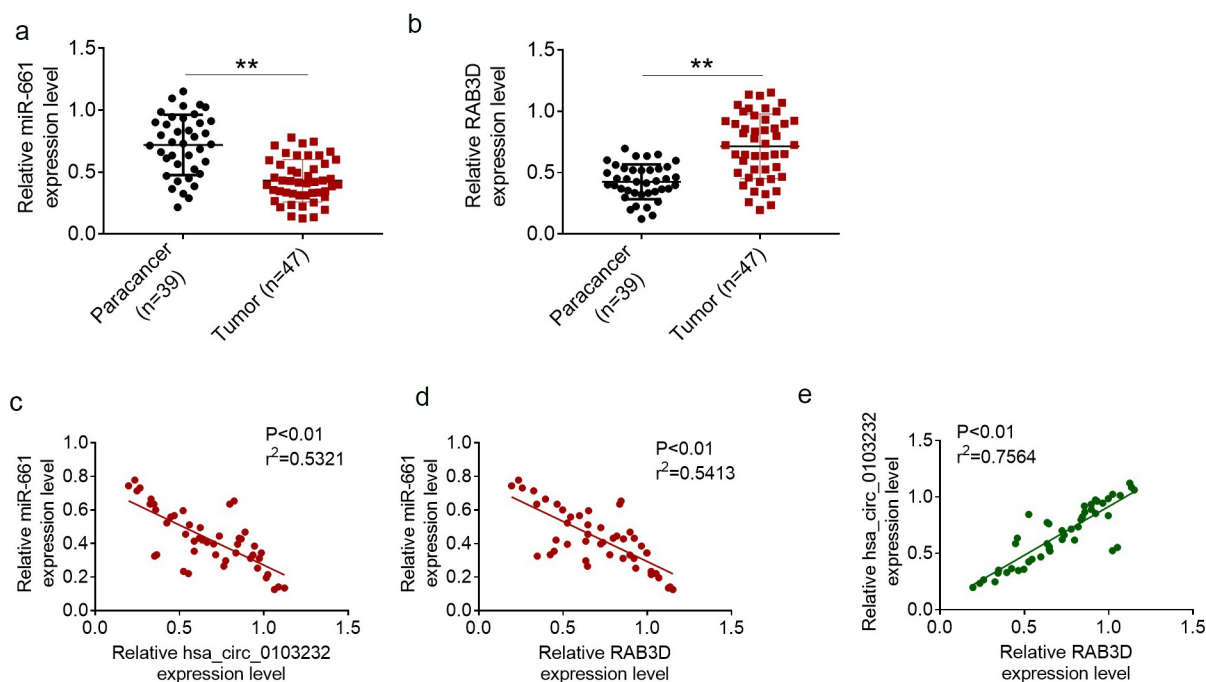 a
Relative miR-661
expression level
1.5
1.0
0.5
0.0
**
Paracancer
(n=39)
Tumor (n=47)
b
Relative RAB3D
expression level
1.5
1.0
0.5
0.0
**
Paracancer
(n=39)
Tumor (n=47)
c
Relative miR-661
expression level
1.0
0.8
0.6
0.4
0.2
0.0
P<0.01
r²=0.5321
0.0 0.5 1.0 1.5
Relative hsa_circ_0103232
expression level
d
Relative miR-661
expression level
1.0
0.8
0.6
0.4
0.2
0.0
P<0.01
r²=0.5413
0.0 0.5 1.0 1.5
Relative RAB3D
expression level
e
Relative hsa_circ_0103232
expression level
1.5
1.0
0.5
0.0
P<0.01
r²=0.7564
0.0 0.5 1.0 1.5
Relative RAB3D
expression level